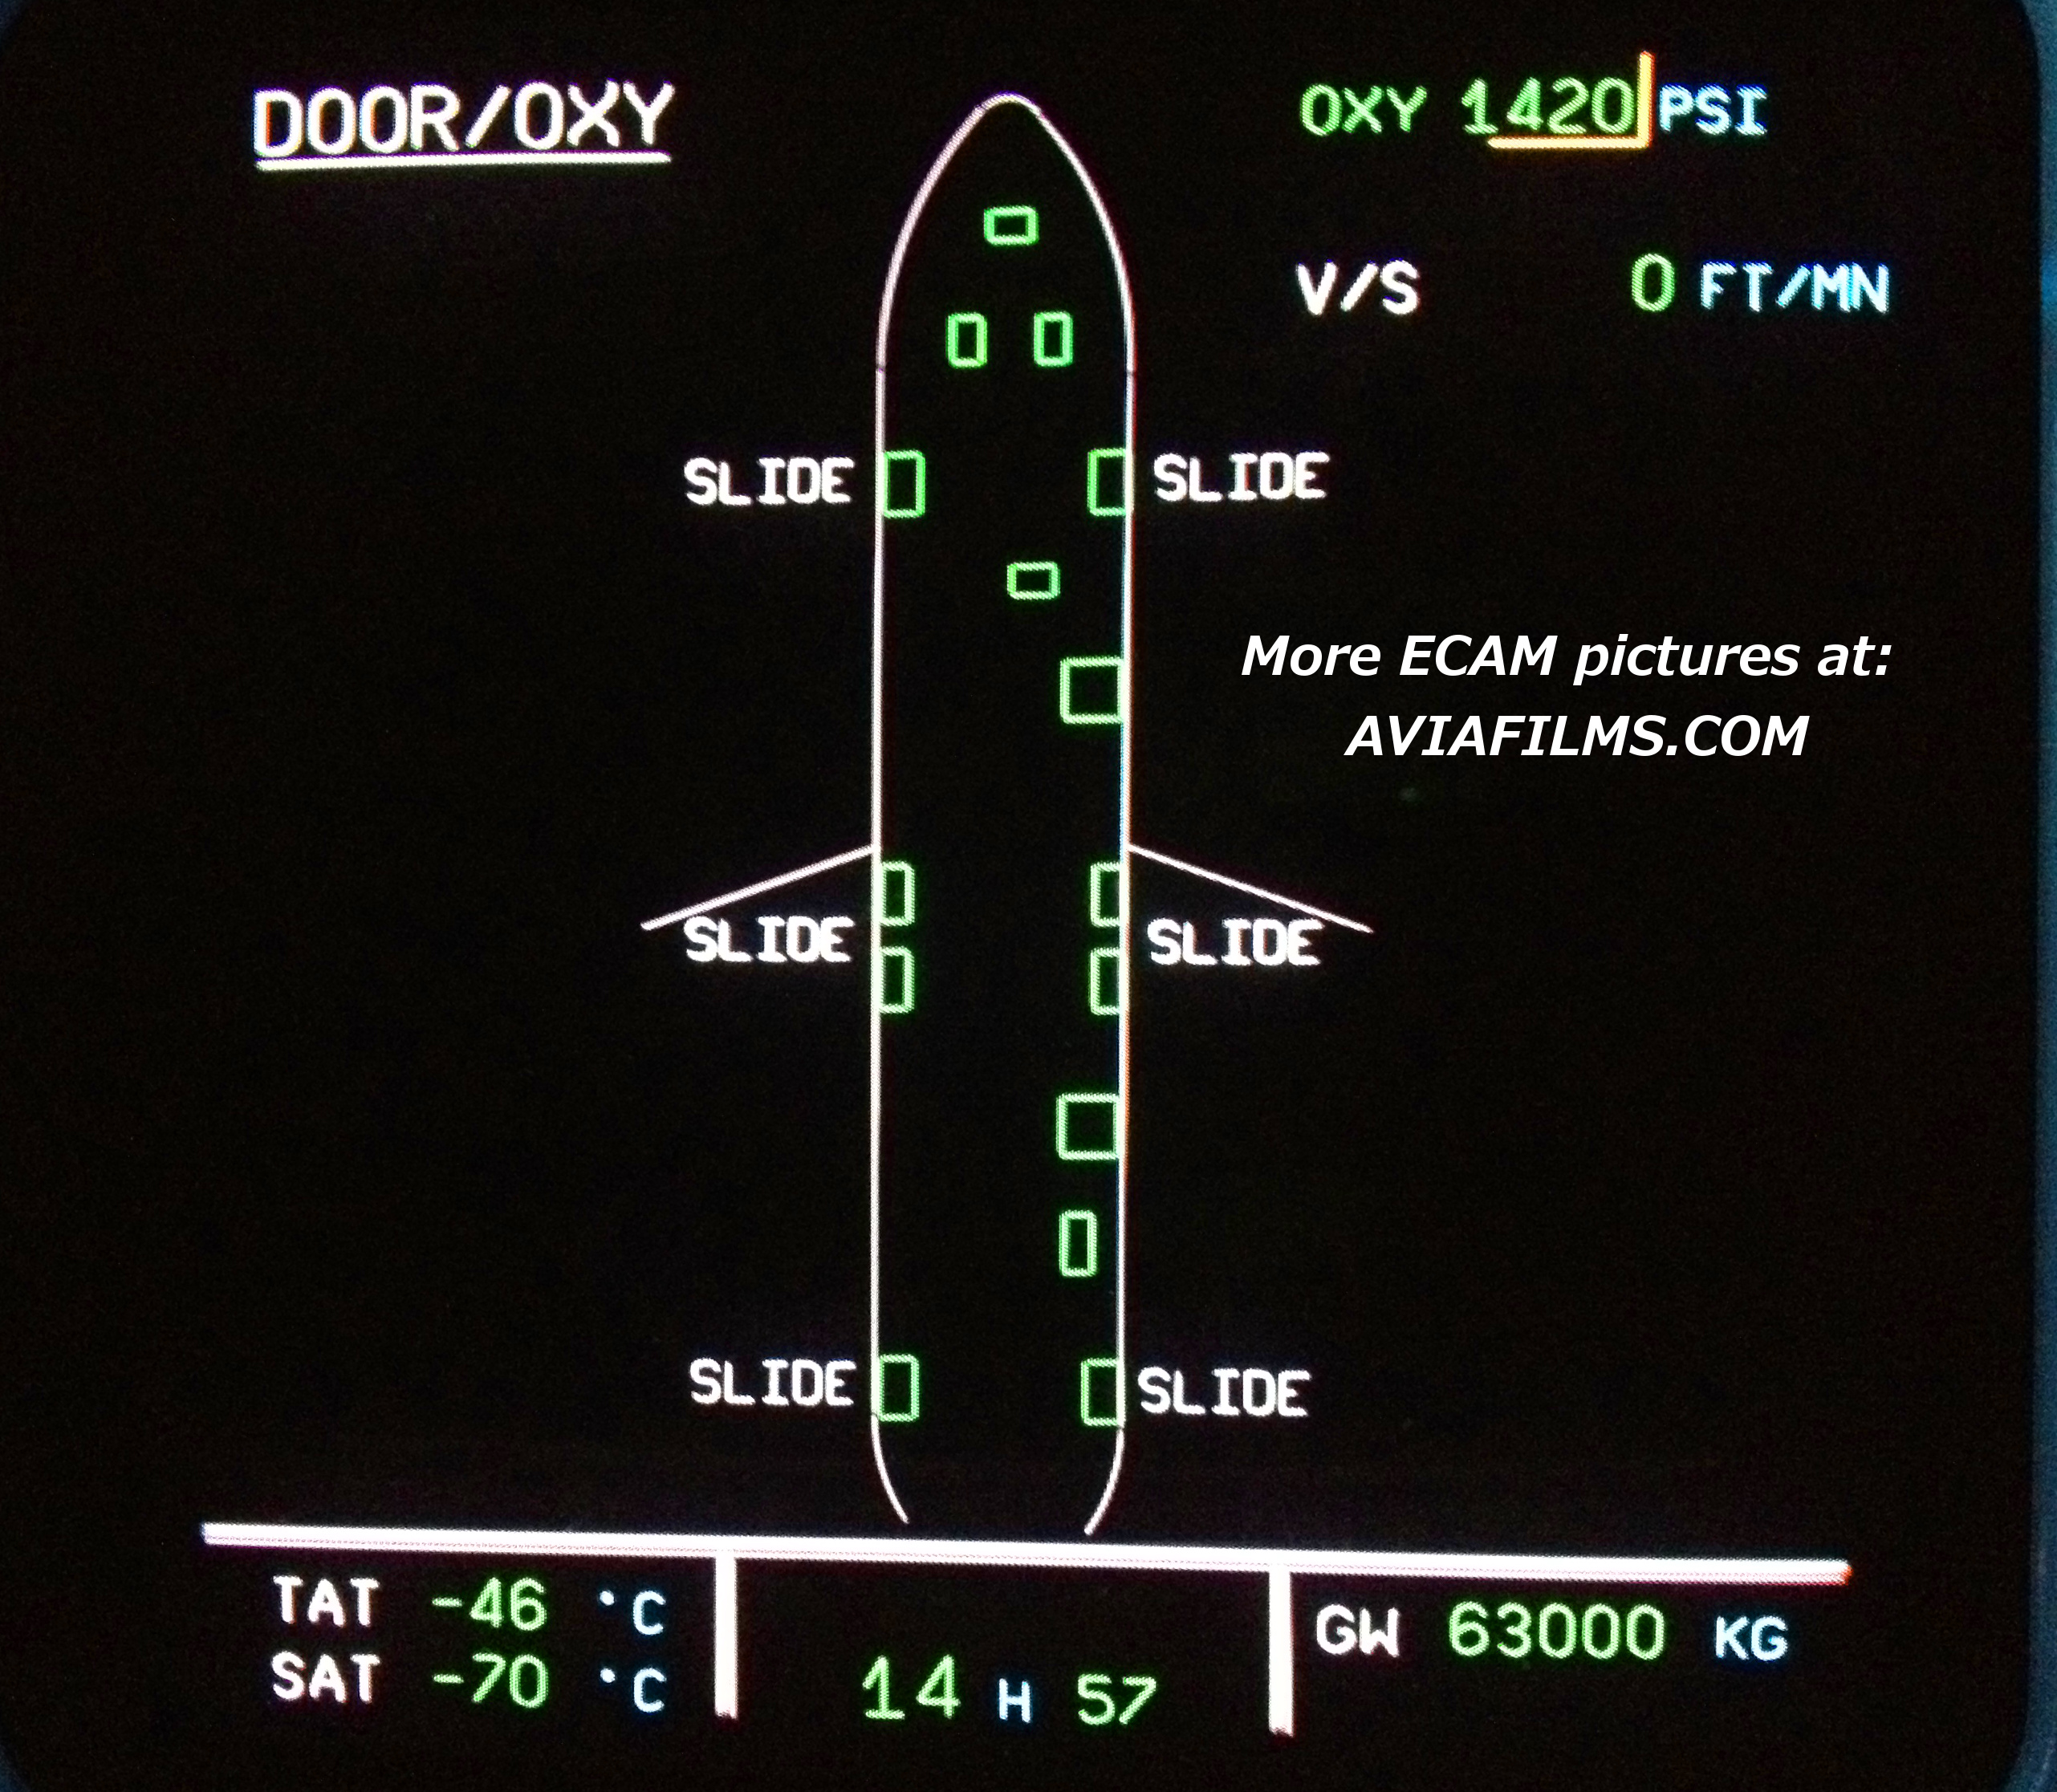 DOOR/OXY
OXY 1420 PSI
V/S 0 FT/MN
SLIDE SLIDE
More ECAM pictures at:
AVIAFILMS.COM
SLIDE SLIDE
SLIDE SLIDE
TAT -46 °C
SAT -70 °C
14 H 57
GW 63000 KG